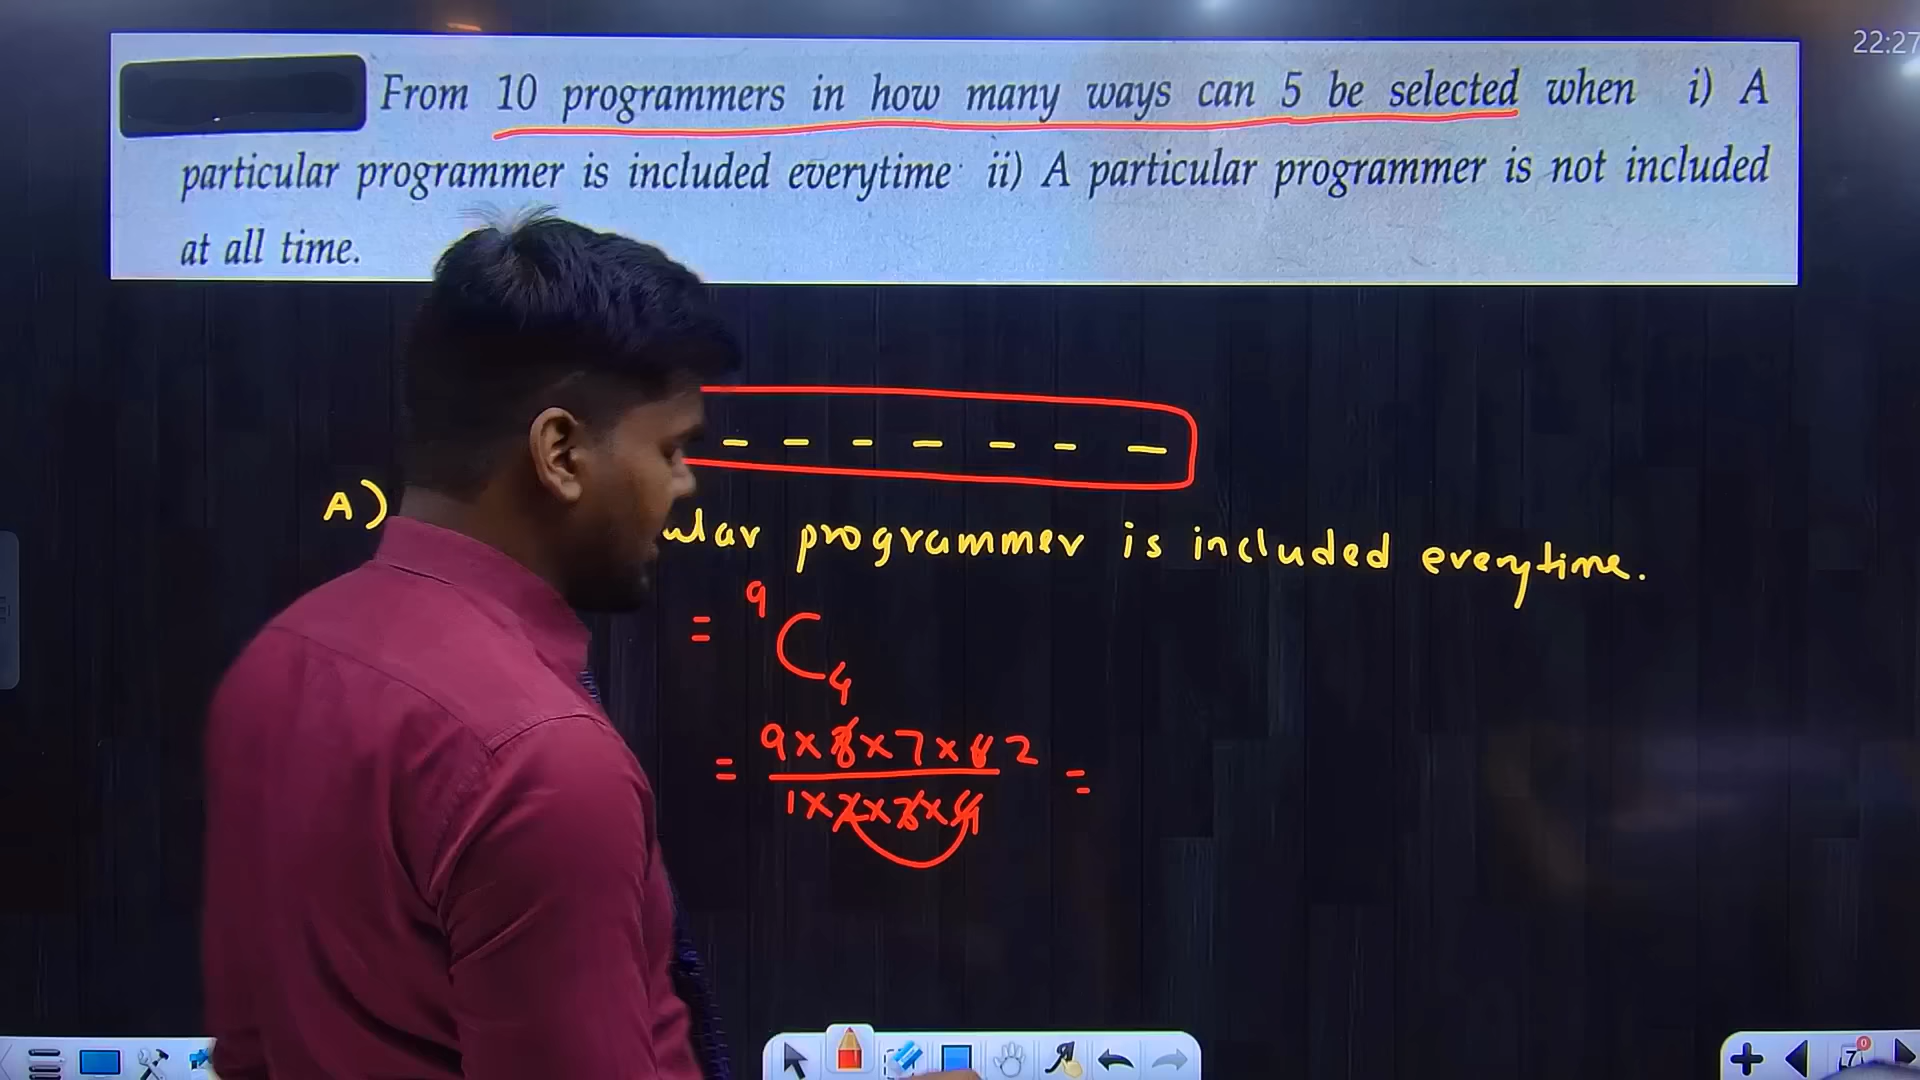 22:27
From 10 programmers in how many ways can 5 be selected when i) A
particular programmer is included everytime ii) A particular programmer is not included
at all time.
A) ular programmer is included everytime.
= ⁹C₄
= 9×8×7×6 2 =
1×2×3×4
7 0